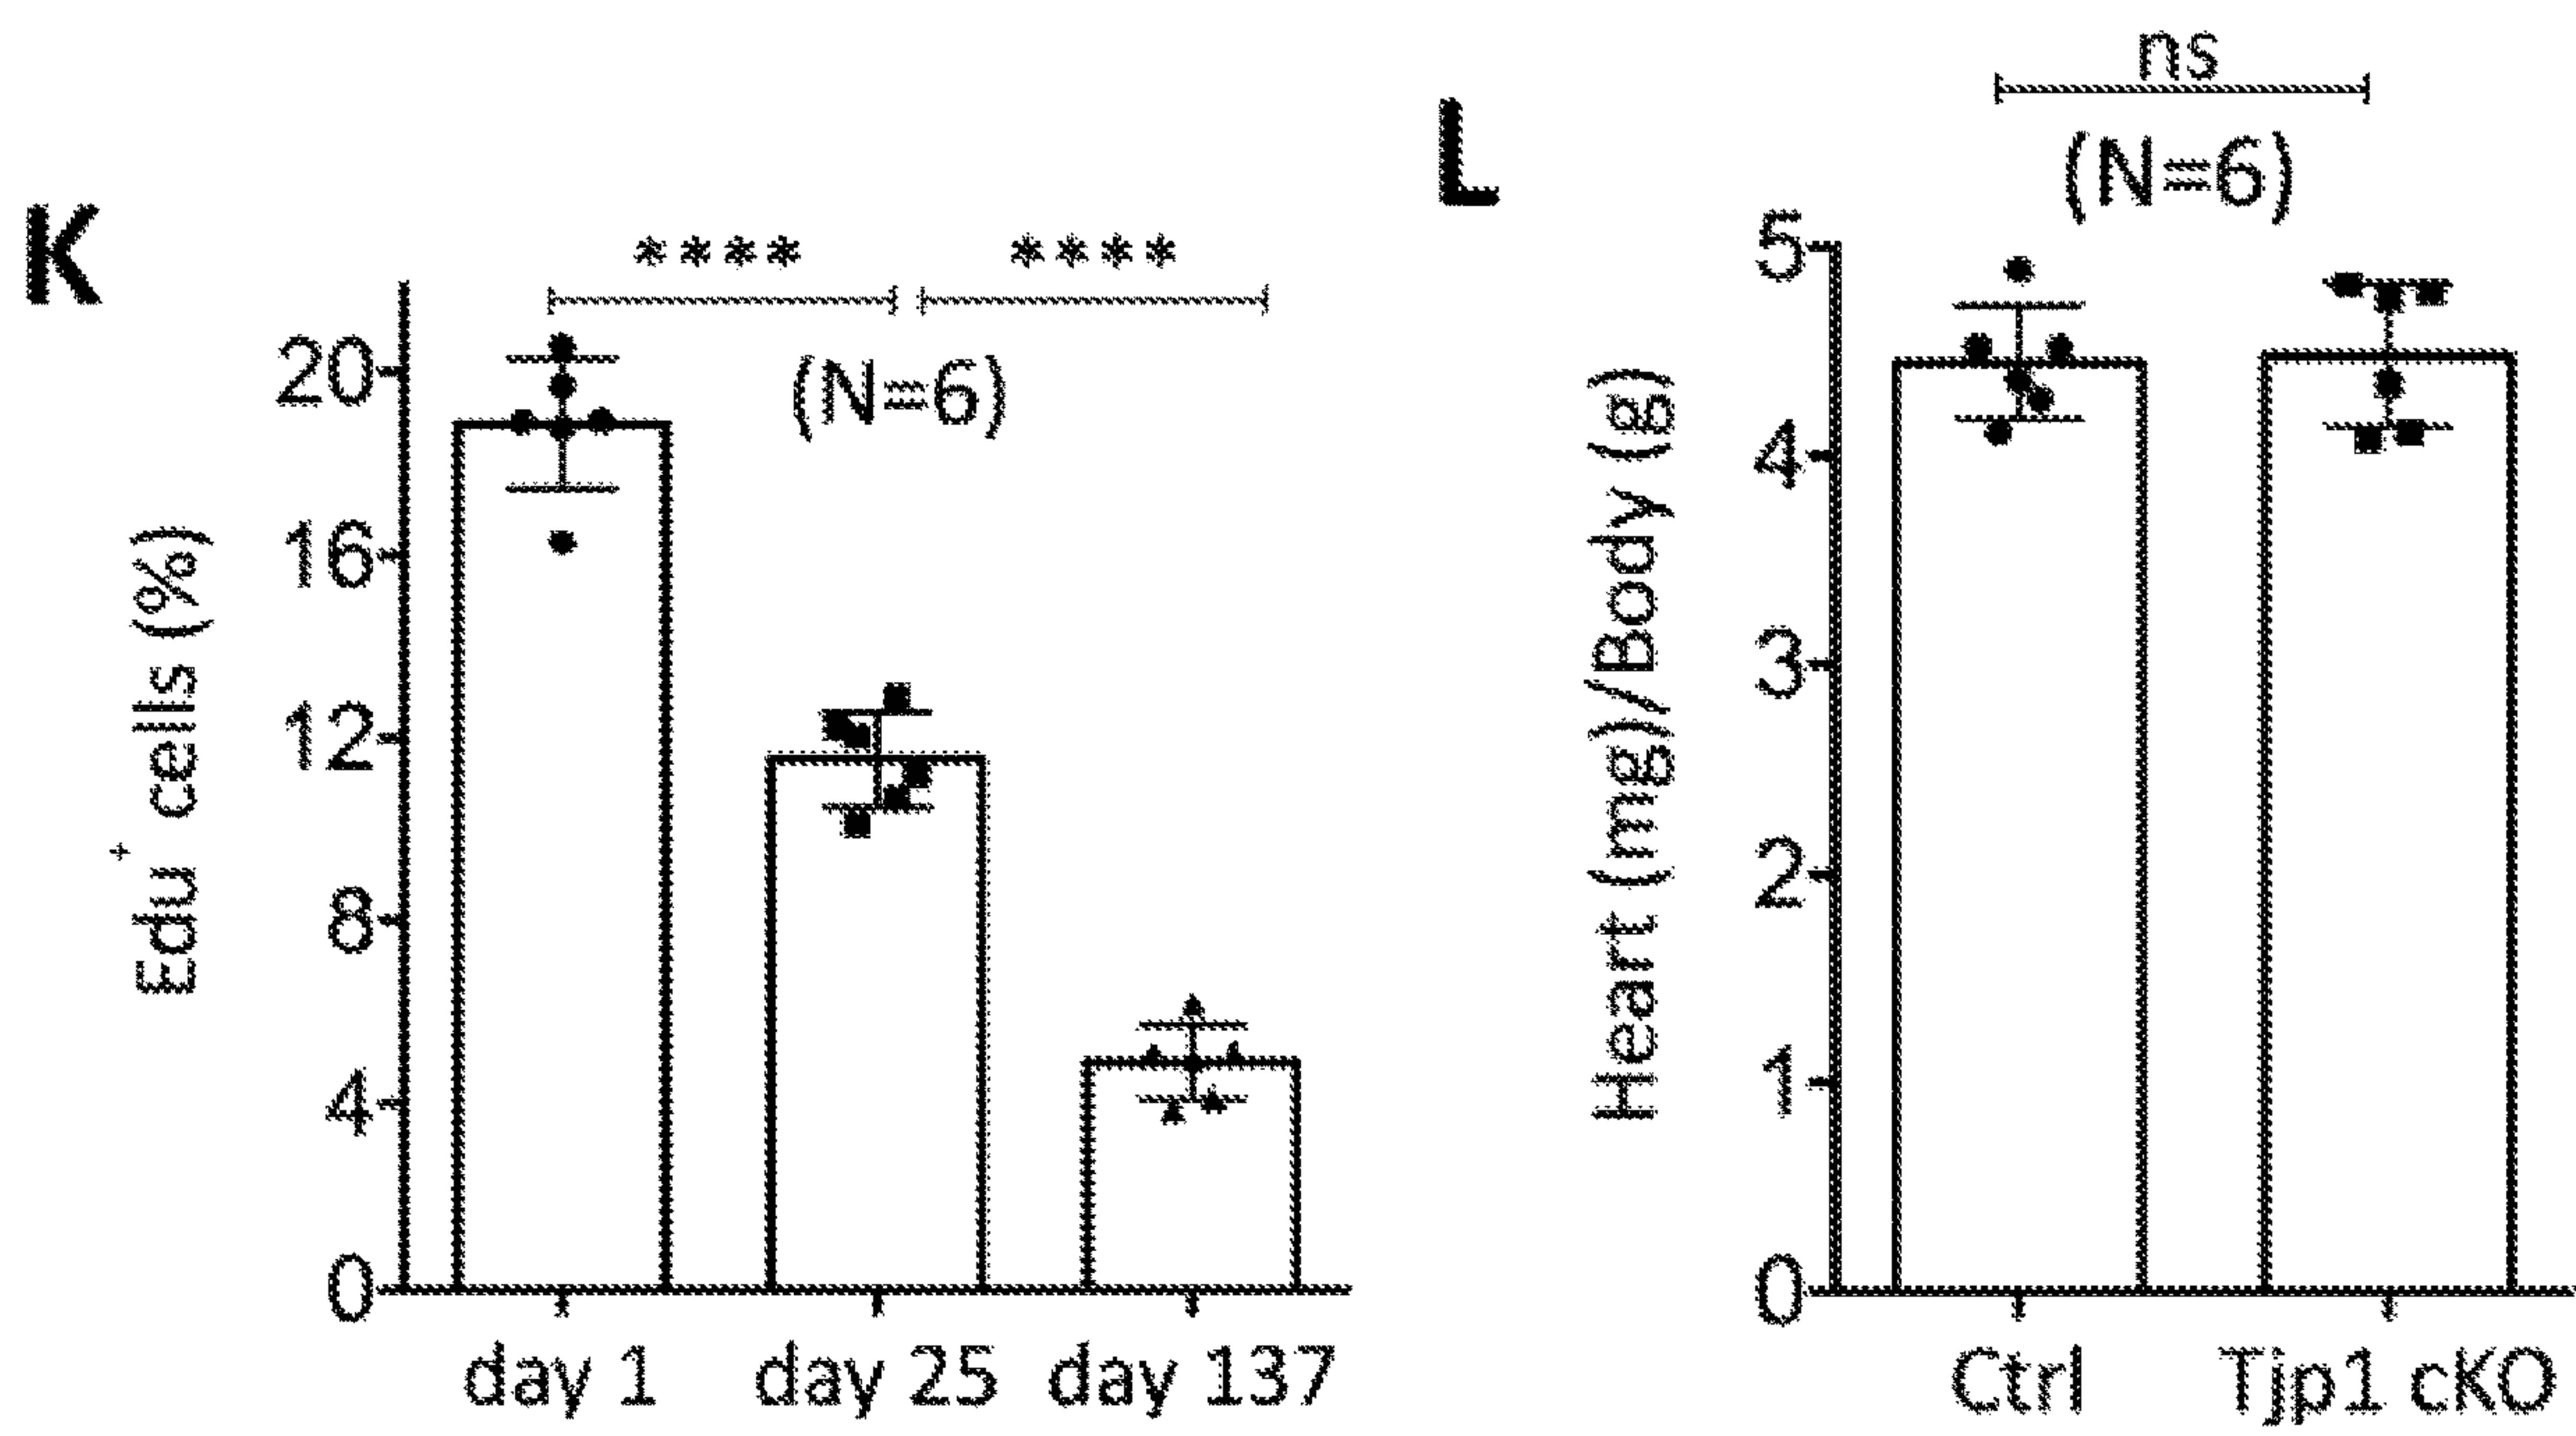 K
****
****
(N=6)
Edu+ cells (%)
20
16
12
8
4
0
day 1
day 25
day 137
L
ns
(N=6)
Heart (mg)/Body (g)
5
4
3
2
1
0
Ctrl
Tjp1 cKO